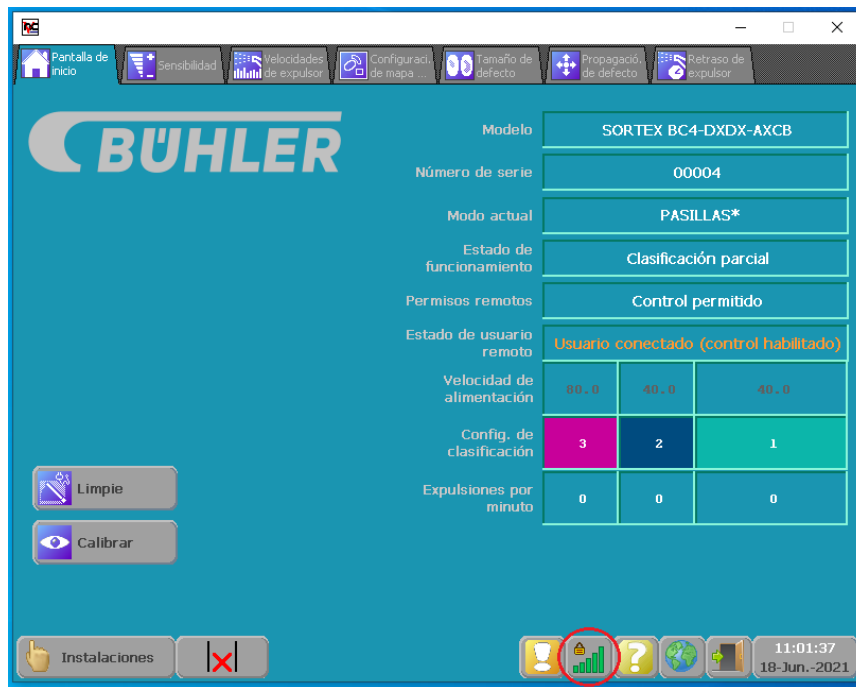 Pantalla de
inicio
Sensibilidad
Velocidades
de expulsor
Configuraci.
de mapa ...
Tamaño de
defecto
Propagació.
de defecto
Retraso de
expulsor
BÜHLER
Modelo
SORTEX BC4-DXDX-AXCB
Número de serie
00004
Modo actual
PASILLAS*
Estado de
funcionamiento
Clasificación parcial
Permisos remotos
Control permitido
Estado de usuario
remoto
Usuario conectado (control habilitado)
Velocidad de
alimentación
80.0
40.0
40.0
Config. de
clasificación
3
2
1
Expulsiones por
minuto
0
0
0
Limpie
Calibrar
Instalaciones
11:01:37
18-Jun.-2021